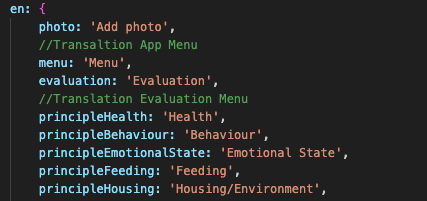 en: {
photo: 'Add photo',
//Transaltion App Menu
menu: 'Menu',
evaluation: 'Evaluation',
//Translation Evaluation Menu
principleHealth: 'Health',
principleBehaviour: 'Behaviour',
principleEmotionalState: 'Emotional State',
principleFeeding: 'Feeding',
principleHousing: 'Housing/Environment',